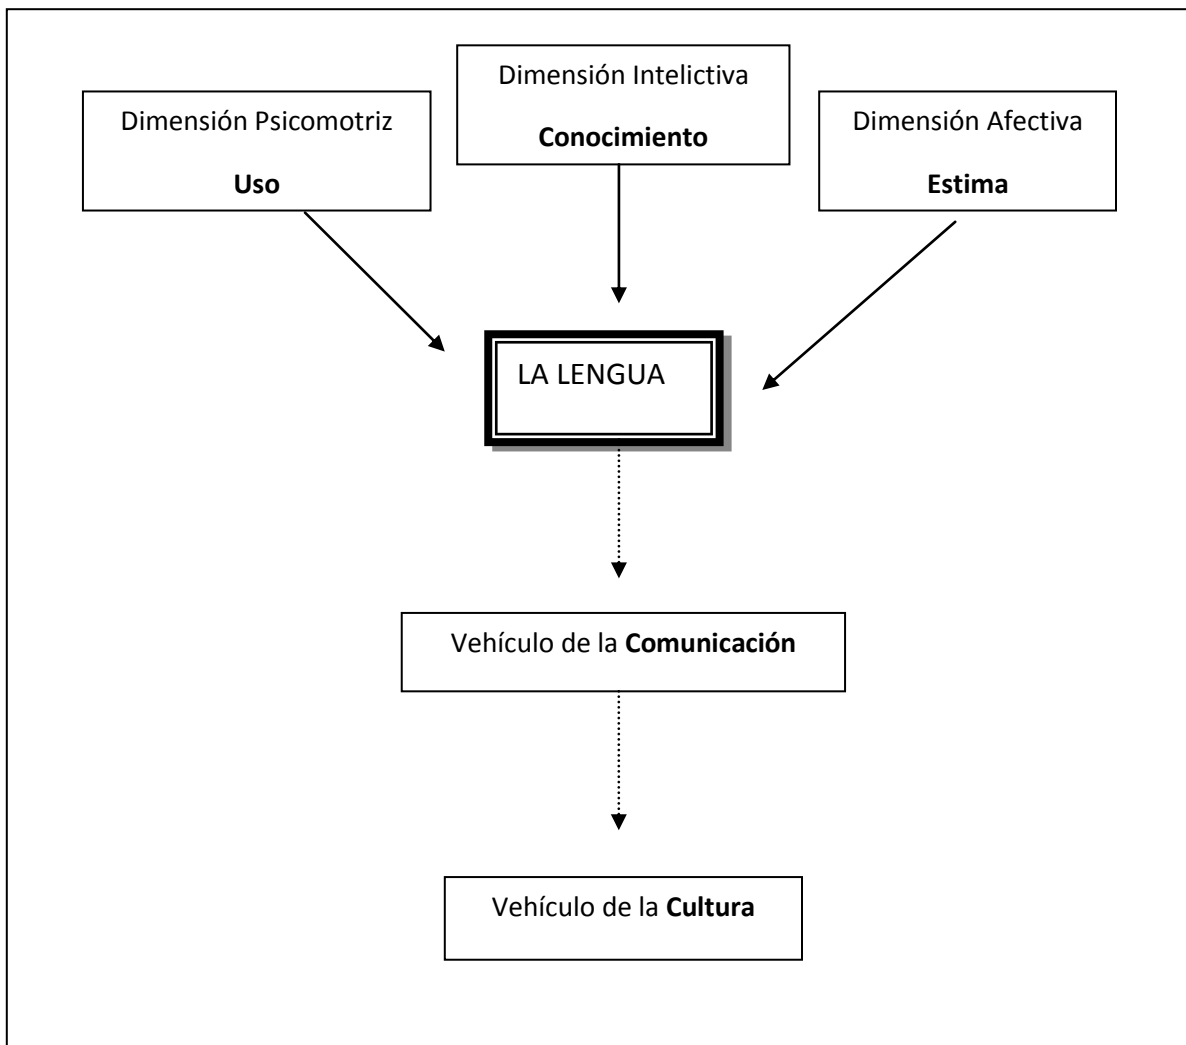 Dimensión Psicomotriz
Uso
Dimensión Intelictiva
Conocimiento
Dimensión Afectiva
Estima
LA LENGUA
Vehículo de la Comunicación
Vehículo de la Cultura